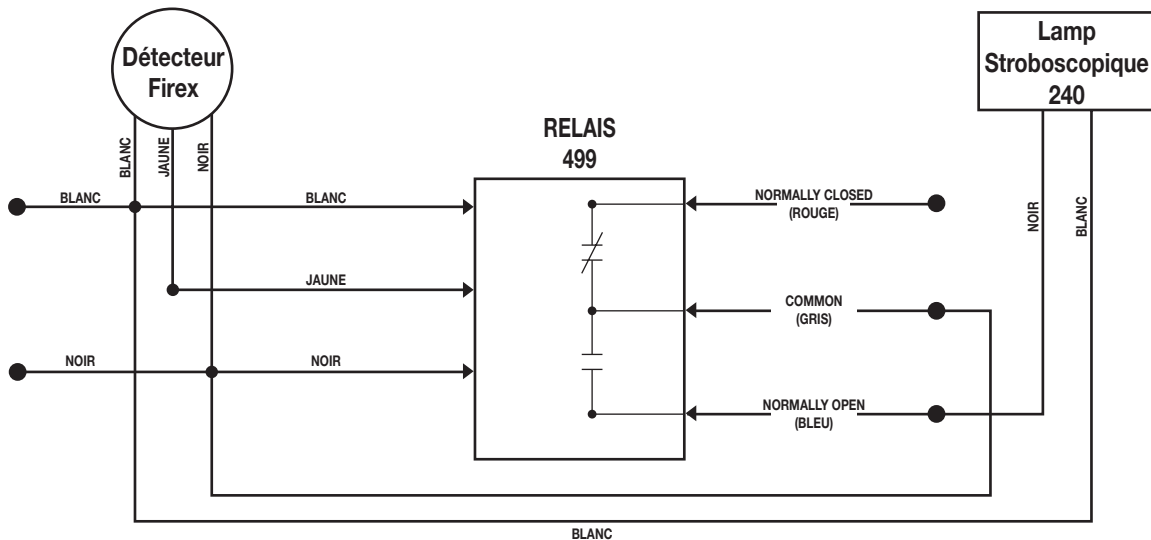 Détecteur
Firex
Lamp
Stroboscopique
240
RELAIS
499
BLANC
JAUNE
NOIR
BLANC
BLANC
NORMALLY CLOSED
(ROUGE)
NOIR
BLANC
JAUNE
COMMON
(GRIS)
NOIR
NOIR
NORMALLY OPEN
(BLEU)
BLANC